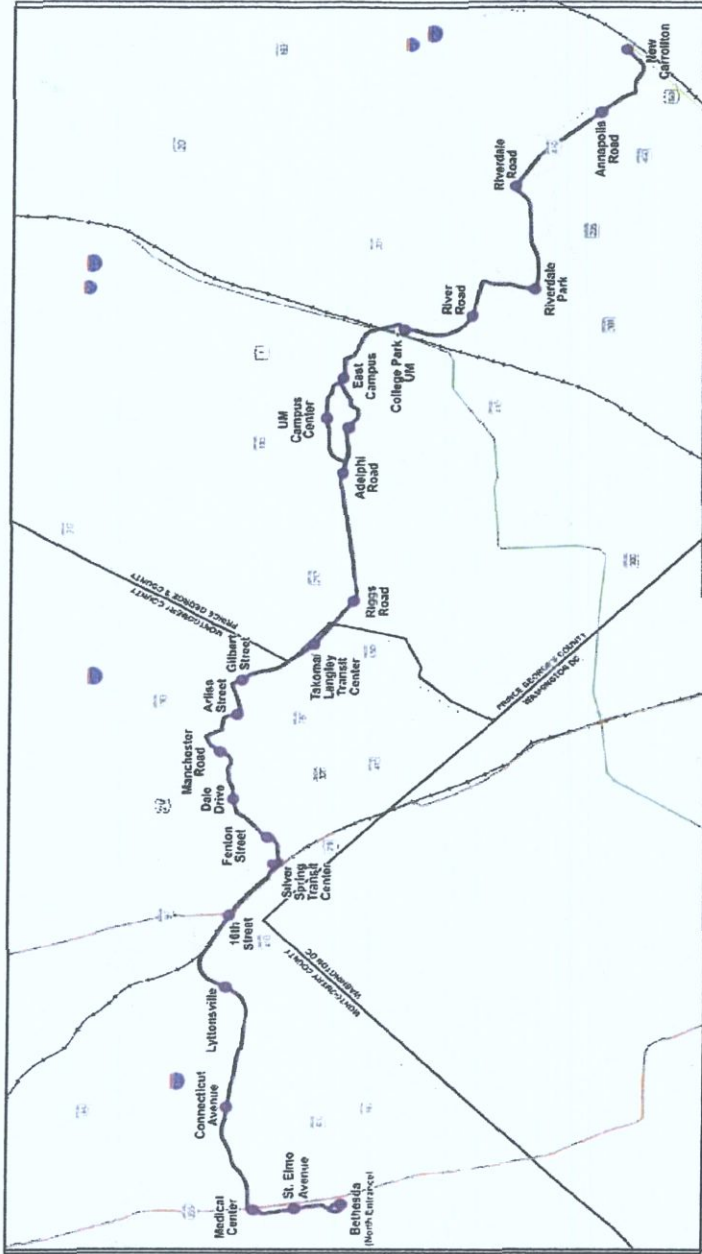 Medical
Center
St. Elmo
Avenue
Bethesda
(North Entrance)
Connecticut
Avenue
Lyttonsville
16th
Street
Silver
Spring
Transit
Center
Fenton
Street
Dale
Drive
Manchester
Road
Arliss
Street
Gilbert
Street
Takoma/
Langley
Transit
Center
Riggs
Road
Adelphi
Road
UM
Campus
Center
East
Campus
College Park
UM
River
Road
Riverdale
Park
Riverdale
Road
Annapolis
Road
New
Carrollton
MONTGOMERY COUNTY
PRINCE GEORGE'S COUNTY
PRINCE GEORGE'S COUNTY
WASHINGTON DC
MONTGOMERY COUNTY
WASHINGTON DC